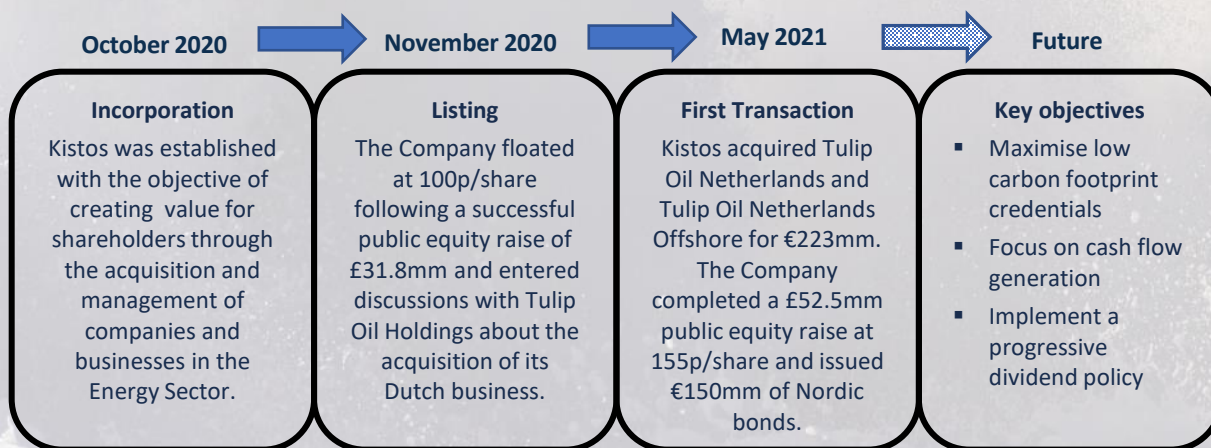 October 2020
November 2020
May 2021
Future
Incorporation
Kistos was established
with the objective of
creating value for
shareholders through
the acquisition and
management of
companies and
businesses in the
Energy Sector.
Listing
The Company floated
at 100p/share
following a successful
public equity raise of
£31.8mm and entered
discussions with Tulip
Oil Holdings about the
acquisition of its
Dutch business.
First Transaction
Kistos acquired Tulip
Oil Netherlands and
Tulip Oil Netherlands
Offshore for €223mm.
The Company
completed a £52.5mm
public equity raise at
155p/share and issued
€150mm of Nordic
bonds.
Key objectives
▪ Maximise low
carbon footprint
credentials
▪ Focus on cash flow
generation
▪ Implement a
progressive
dividend policy